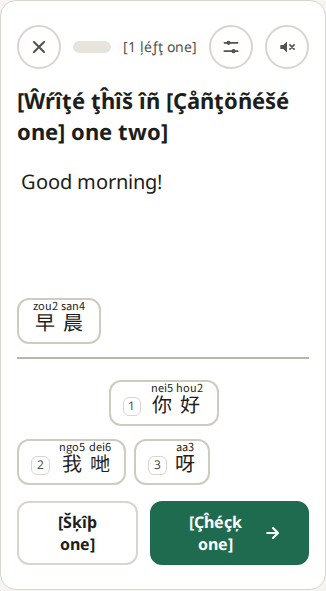 [1 ļéƒţ one]
[Ŵŕîţé ţĥîš îñ [Çåñţöñéšé one] one two]
Good morning!
zou2 san4
早 晨
nei5 hou2
1 你 好
ngo5 dei6
2 我 哋
aa3
3 呀
[Šķîþ one]
[Çĥéçķ one]